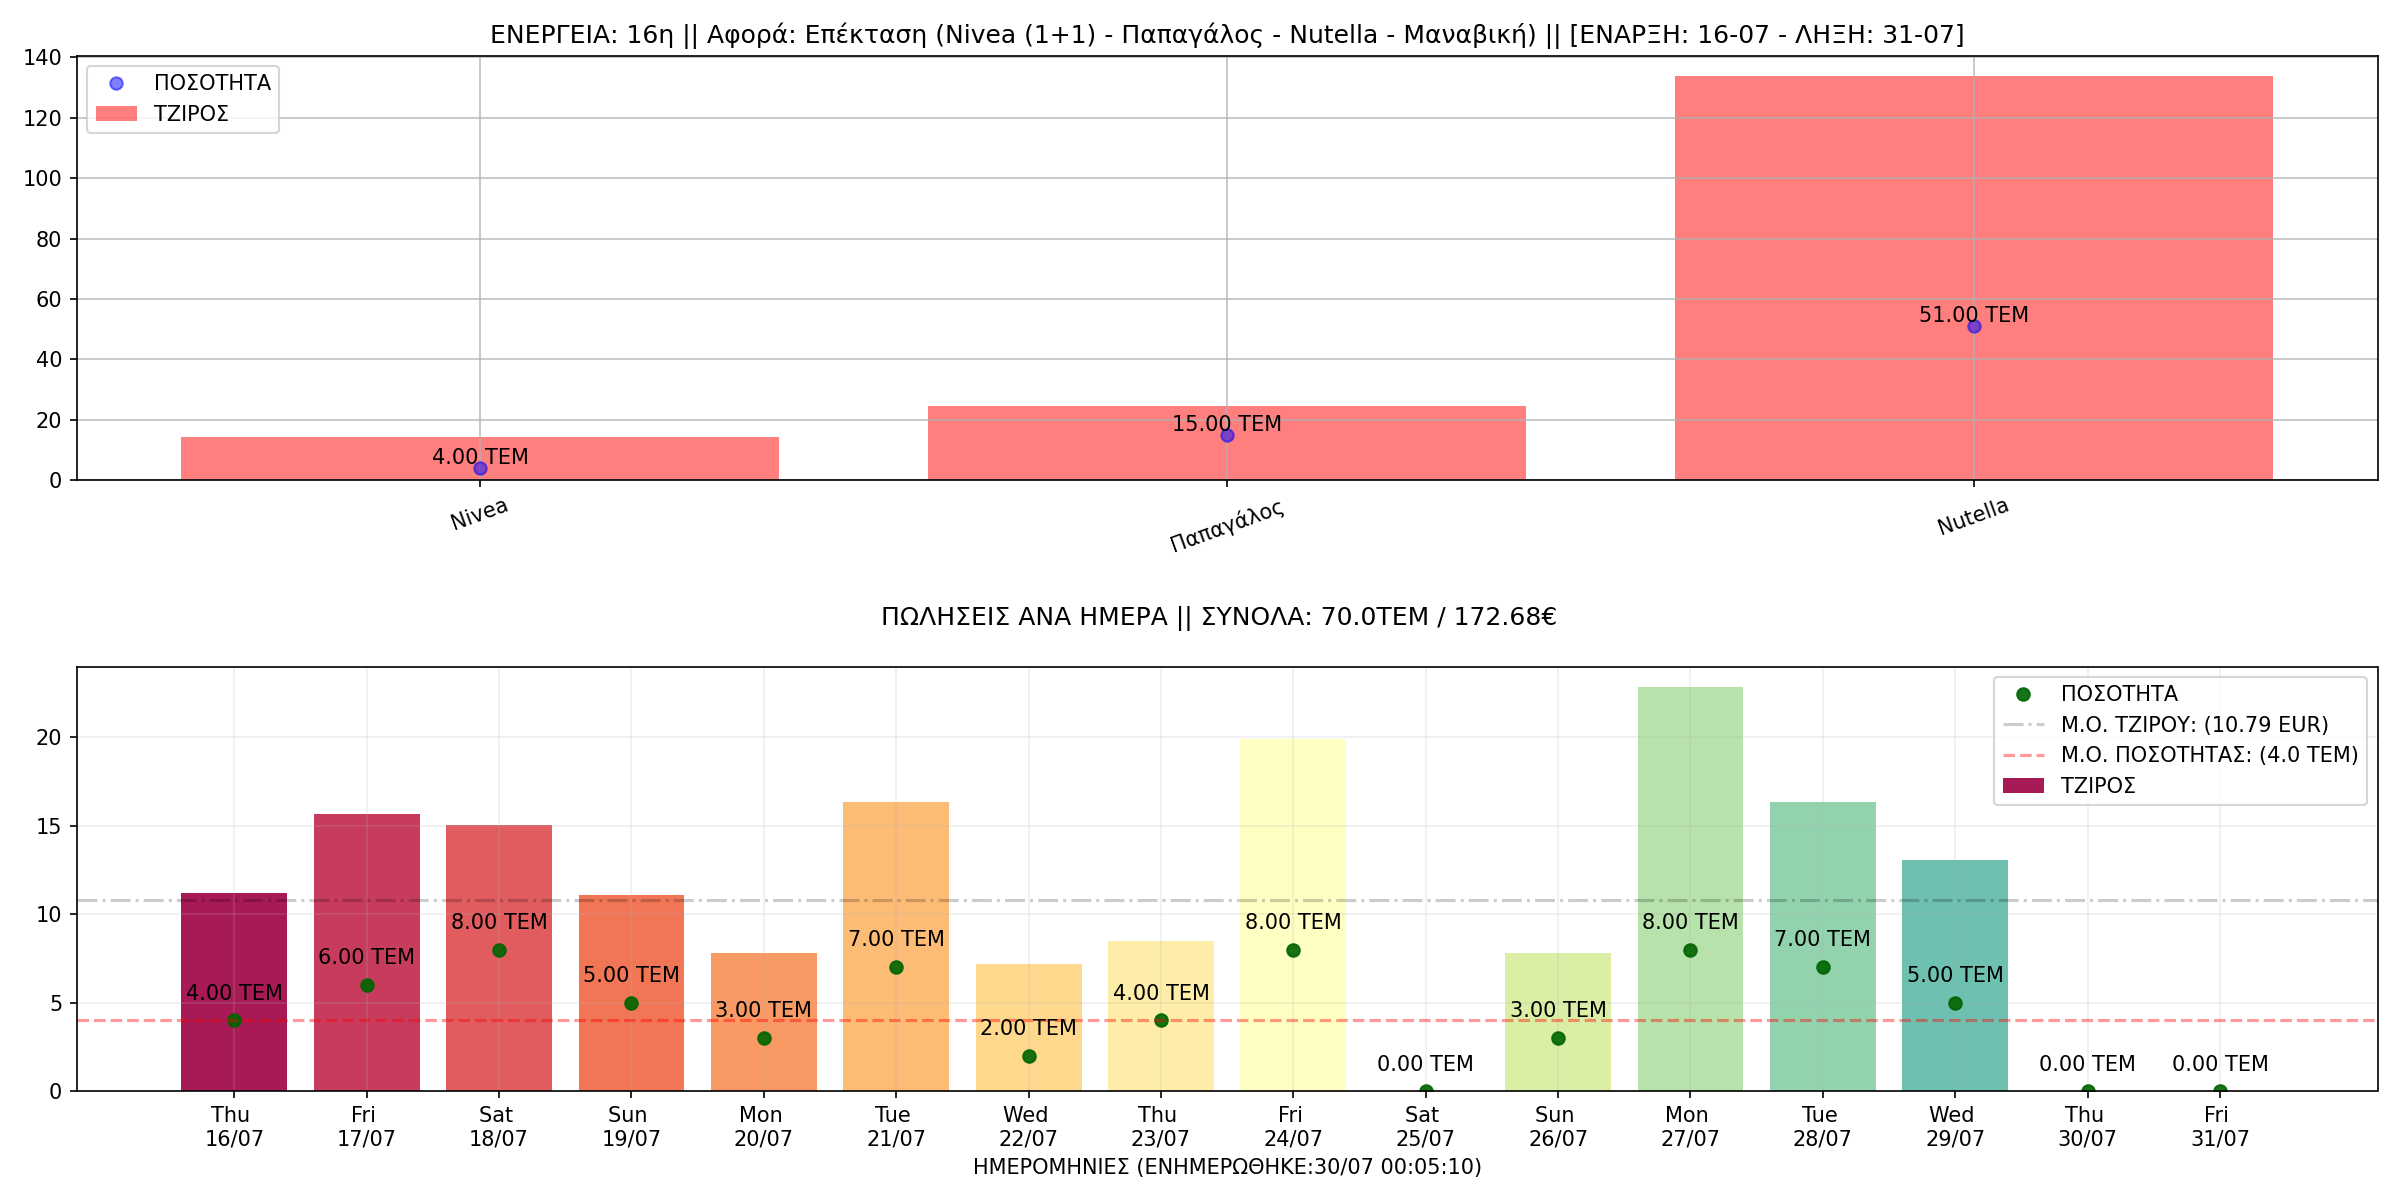 ΕΝΕΡΓΕΙΑ: 16η || Αφορά: Επέκταση (Nivea (1+1) - Παπαγάλος - Nutella - Μαναβική) || [ΕΝΑΡΞΗ: 16-07 - ΛΗΞΗ: 31-07]
140
120
100
80
60
40
20
0
ΠΟΣΟΤΗΤΑ
ΤΖΙΡΟΣ
4.00 TEM
15.00 TEM
51.00 TEM
Nivea
Παπαγάλος
Nutella
ΠΩΛΗΣΕΙΣ ΑΝΑ ΗΜΕΡΑ || ΣΥΝΟΛΑ: 70.0TEM / 172.68€
20
15
10
5
0
ΠΟΣΟΤΗΤΑ
Μ.Ο. ΤΖΙΡΟΥ: (10.79 EUR)
Μ.Ο. ΠΟΣΟΤΗΤΑΣ: (4.0 TEM)
ΤΖΙΡΟΣ
4.00 TEM
6.00 TEM
8.00 TEM
5.00 TEM
3.00 TEM
7.00 TEM
2.00 TEM
4.00 TEM
8.00 TEM
0.00 TEM
3.00 TEM
8.00 TEM
7.00 TEM
5.00 TEM
0.00 TEM
0.00 TEM
Thu
16/07
Fri
17/07
Sat
18/07
Sun
19/07
Mon
20/07
Tue
21/07
Wed
22/07
Thu
23/07
Fri
24/07
Sat
25/07
Sun
26/07
Mon
27/07
Tue
28/07
Wed
29/07
Thu
30/07
Fri
31/07
ΗΜΕΡΟΜΗΝΙΕΣ (ΕΝΗΜΕΡΩΘΗΚΕ:30/07 00:05:10)